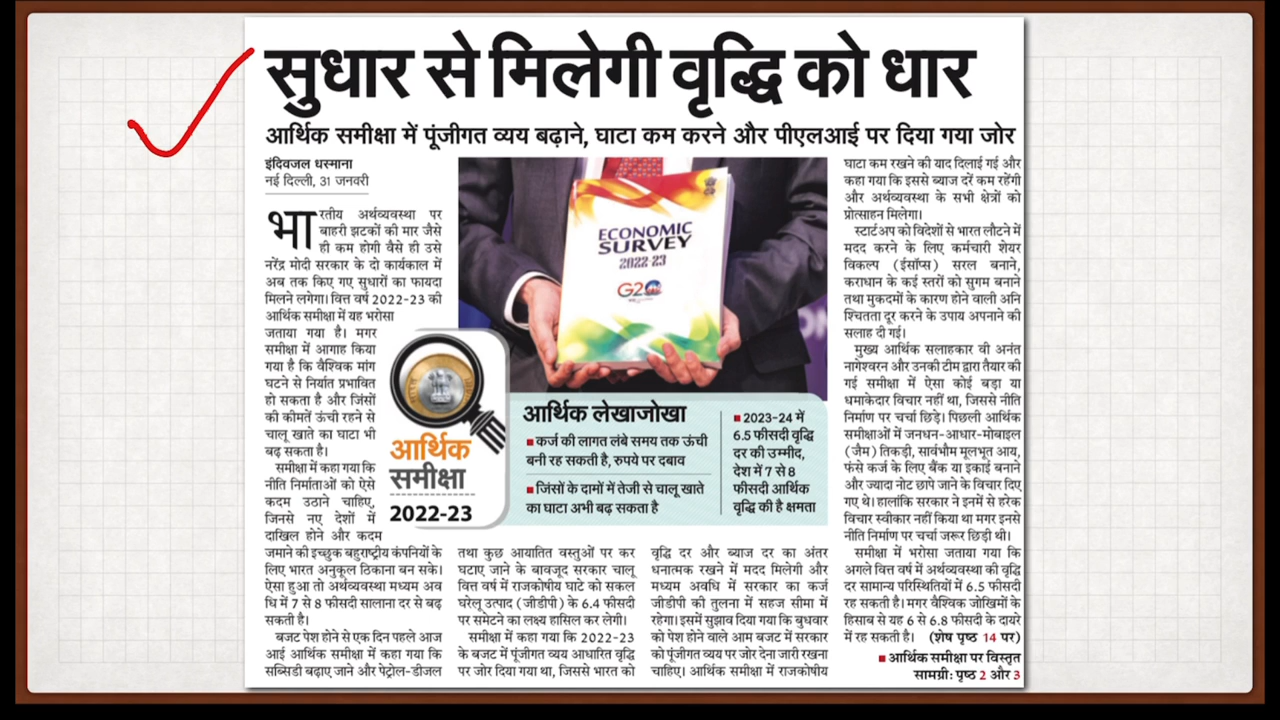 सुधार से मिलेगी वृद्धि को धार
आर्थिक समीक्षा में पूंजीगत व्यय बढ़ाने, घाटा कम करने और पीएलआई पर दिया गया जोर
इंदिवजल धस्माना
नई दिल्ली, 31 जनवरी
भारतीय अर्थव्यवस्था पर
बाहरी झटकों की मार जैसे
ही कम होगी वैसे ही उसे
नरेंद्र मोदी सरकार के दो कार्यकाल में
अब तक किए गए सुधारों का फायदा
मिलने लगेगा। वित्त वर्ष 2022-23 की
आर्थिक समीक्षा में यह भरोसा
जताया गया है। मगर
समीक्षा में आगाह किया
गया है कि वैश्विक मांग
घटने से निर्यात प्रभावित
हो सकता है और जिंसों
की कीमतें ऊंची रहने से
चालू खाते का घाटा भी
बढ़ सकता है।
समीक्षा में कहा गया कि
नीति निर्माताओं को ऐसे
कदम उठाने चाहिए,
जिनसे नए देशों में
दाखिल होने और कदम
जमाने की इच्छुक बहुराष्ट्रीय कंपनियों के
लिए भारत अनुकूल ठिकाना बन सके।
ऐसा हुआ तो अर्थव्यवस्था मध्यम अव
धि में 7 से 8 फीसदी सालाना दर से बढ़
सकती है।
बजट पेश होने से एक दिन पहले आज
आई आर्थिक समीक्षा में कहा गया कि
सब्सिडी बढ़ाए जाने और पेट्रोल-डीजल
ECONOMIC
SURVEY
2022-23
G20
आर्थिक
समीक्षा
2022-23
आर्थिक लेखाजोखा
कर्ज की लागत लंबे समय तक ऊंची
बनी रह सकती है, रुपये पर दबाव
जिंसों के दामों में तेजी से चालू खाते
का घाटा अभी बढ़ सकता है
2023-24 में
6.5 फीसदी वृद्धि
दर की उम्मीद,
देश में 7 से 8
फीसदी आर्थिक
वृद्धि की है क्षमता
तथा कुछ आयातित वस्तुओं पर कर
घटाए जाने के बावजूद सरकार चालू
वित्त वर्ष में राजकोषीय घाटे को सकल
घरेलू उत्पाद (जीडीपी) के 6.4 फीसदी
पर समेटने का लक्ष्य हासिल कर लेगी।
समीक्षा में कहा गया कि 2022-23
के बजट में पूंजीगत व्यय आधारित वृद्धि
पर जोर दिया गया था, जिससे भारत को
वृद्धि दर और ब्याज दर का अंतर
धनात्मक रखने में मदद मिलेगी और
मध्यम अवधि में सरकार का कर्ज
जीडीपी की तुलना में सहज सीमा में
रहेगा। इसमें सुझाव दिया गया कि बुधवार
को पेश होने वाले आम बजट में सरकार
को पूंजीगत व्यय पर जोर देना जारी रखना
चाहिए। आर्थिक समीक्षा में राजकोषीय
घाटा कम रखने की याद दिलाई गई और
कहा गया कि इससे ब्याज दरें कम रहेंगी
और अर्थव्यवस्था के सभी क्षेत्रों को
प्रोत्साहन मिलेगा।
स्टार्टअप को विदेशों से भारत लौटने में
मदद करने के लिए कर्मचारी शेयर
विकल्प (ईसॉप्स) सरल बनाने,
कराधान के कई स्तरों को सुगम बनाने
तथा मुकदमों के कारण होने वाली अनि
श्चितता दूर करने के उपाय अपनाने की
सलाह दी गई।
मुख्य आर्थिक सलाहकार वी अनंत
नागेश्वरन और उनकी टीम द्वारा तैयार की
गई समीक्षा में ऐसा कोई बड़ा या
धमाकेदार विचार नहीं था, जिससे नीति
निर्माण पर चर्चा छिड़े। पिछली आर्थिक
समीक्षाओं में जनधन-आधार-मोबाइल
(जैम) तिकड़ी, सार्वभौम मूलभूत आय,
फंसे कर्ज के लिए बैंक या इकाई बनाने
और ज्यादा नोट छापे जाने के विचार दिए
गए थे। हालांकि सरकार ने इनमें से हरेक
विचार स्वीकार नहीं किया था मगर इनसे
नीति निर्माण पर चर्चा जरूर छिड़ी थी।
समीक्षा में भरोसा जताया गया कि
अगले वित्त वर्ष में अर्थव्यवस्था की वृद्धि
दर सामान्य परिस्थितियों में 6.5 फीसदी
रह सकती है। मगर वैश्विक जोखिमों के
हिसाब से यह 6 से 6.8 फीसदी के दायरे
में रह सकती है। (शेष पृष्ठ 14 पर)
आर्थिक समीक्षा पर विस्तृत
सामग्री: पृष्ठ 2 और 3